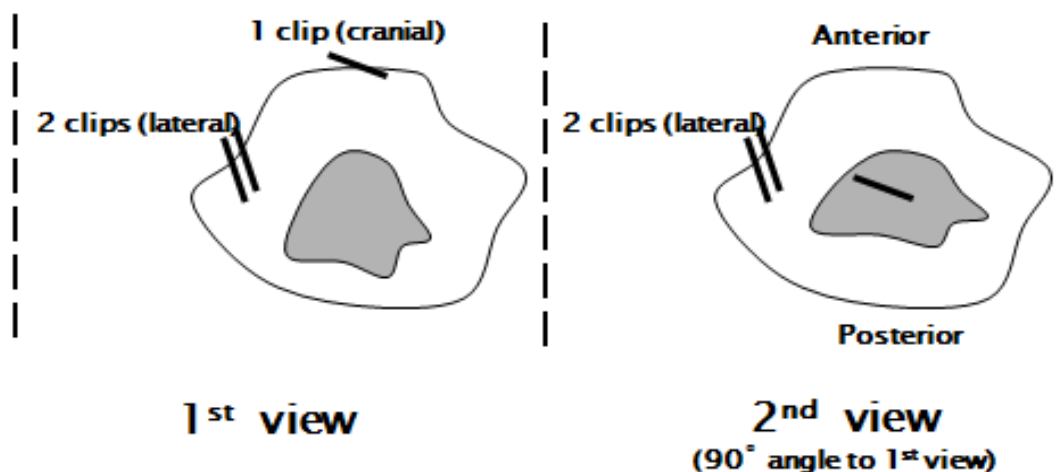 1 clip (cranial)
2 clips (lateral)
1st view
Anterior
2 clips (lateral)
Posterior
2nd view
(90° angle to 1st view)